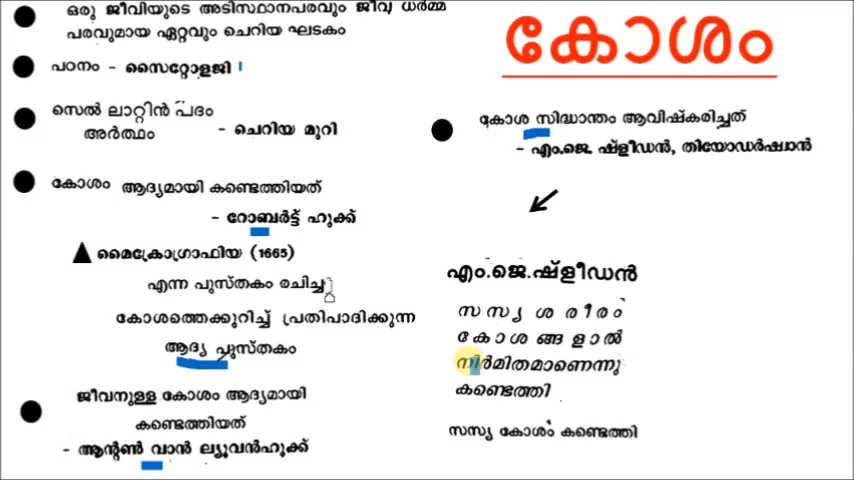 ഒരു ജീവിയുടെ അടിസ്ഥാനപരവും ജീവ ധർമ്മ
പരവുമായ ഏറ്റവും ചെറിയ ഘടകം
പഠനം - സൈറ്റോളജി
സെൽ ലാറ്റിൻ പദം
അർത്ഥം - ചെറിയ മുറി
കോശം ആദ്യമായി കണ്ടെത്തിയത്
- റോബർട്ട് ഹുക്ക്
മൈക്രോഗ്രാഫിയ (1665)
എന്ന പുസ്തകം രചിച്ചു
കോശത്തെക്കുറിച്ച് പ്രതിപാദിക്കുന്ന
ആദ്യ പുസ്തകം
ജീവനുള്ള കോശം ആദ്യമായി
കണ്ടെത്തിയത്
- ആന്റൺ വാൻ ല്യൂവൻഹുക്ക്
കോശം
കോശ സിദ്ധാന്തം ആവിഷ്കരിച്ചത്
- എം.ജെ. ഷ്ളീഡൻ, തിയോഡർഷ്വാൻ
എം.ജെ.ഷ്ളീഡൻ
സസ്യ ശരീരം
കോശങ്ങളാൽ
നിർമിതമാണെന്നു
കണ്ടെത്തി
സസ്യ കോശം കണ്ടെത്തി